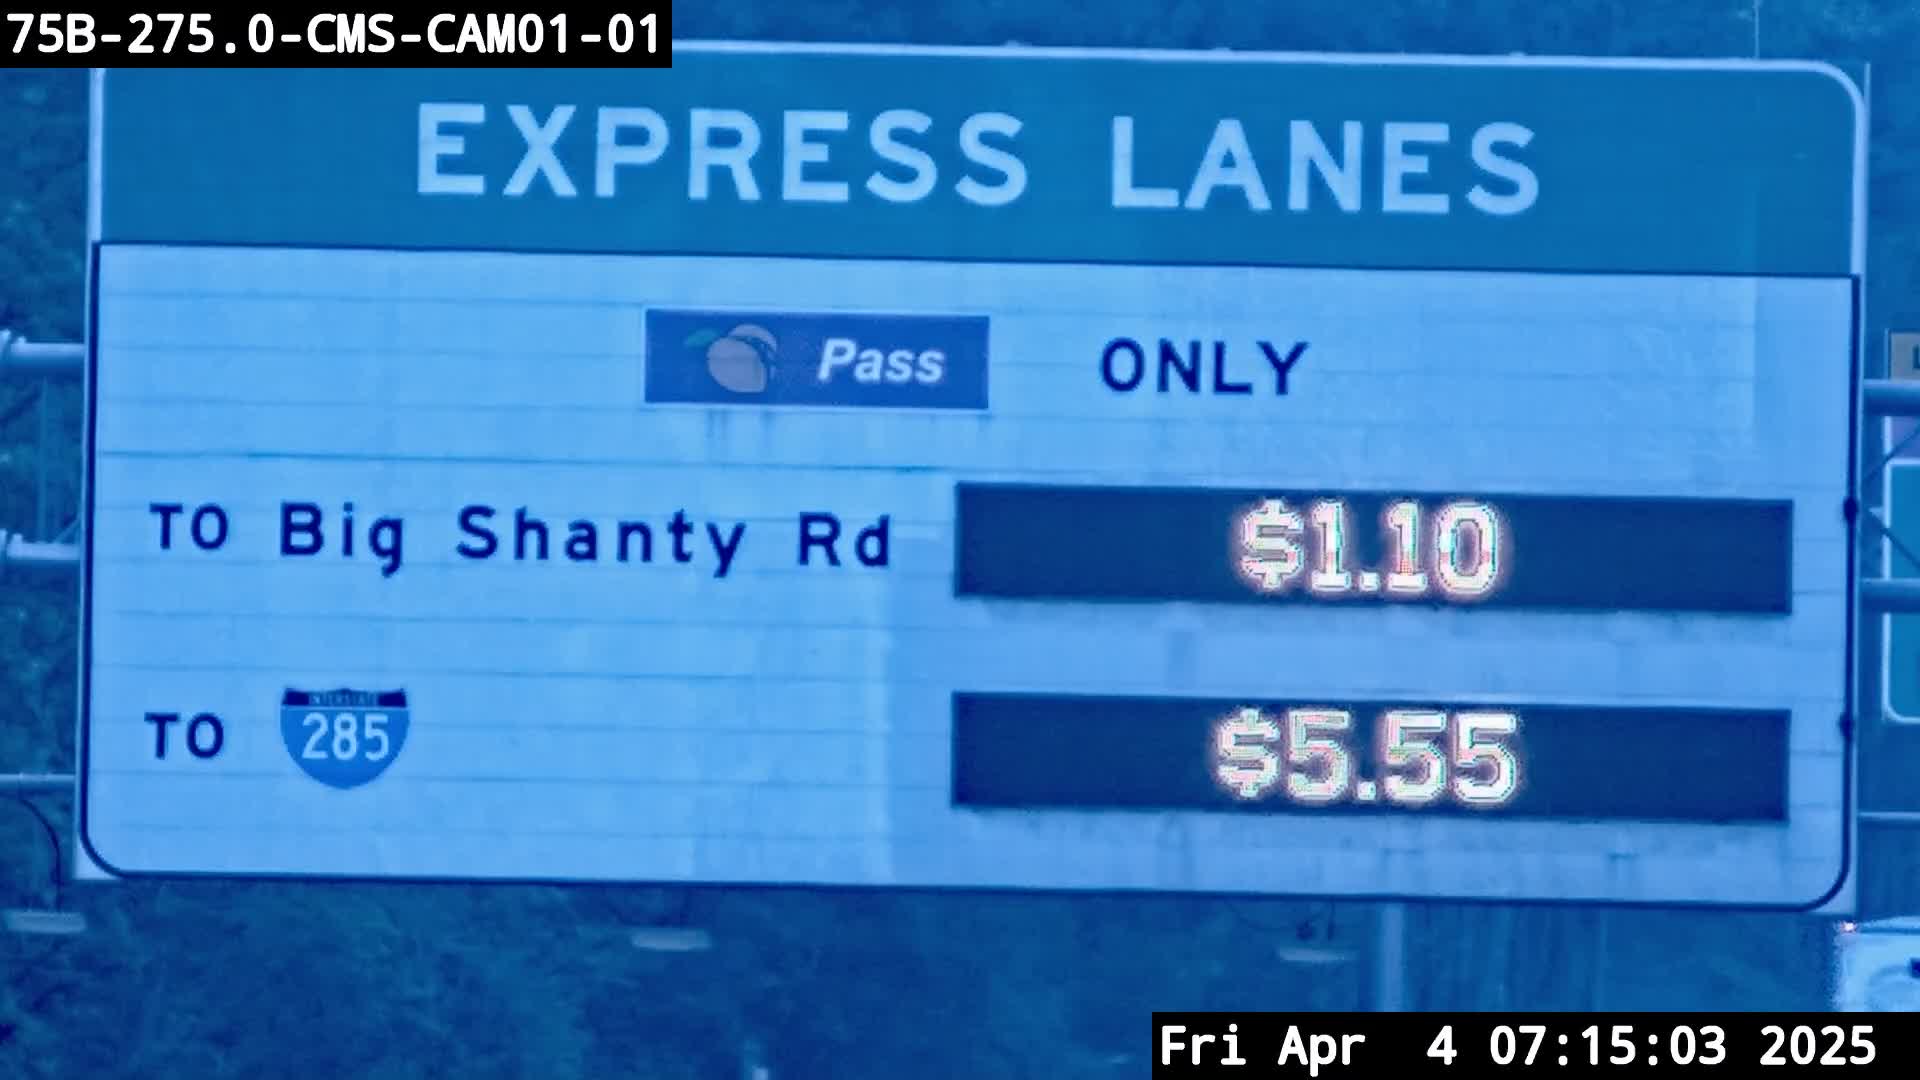 75B-275.0-CMS-CAM01-01
EXPRESS LANES
Pass ONLY
TO Big Shanty Rd $1.10
INTERSTATE
TO 285 $5.55
Fri Apr 4 07:15:03 2025